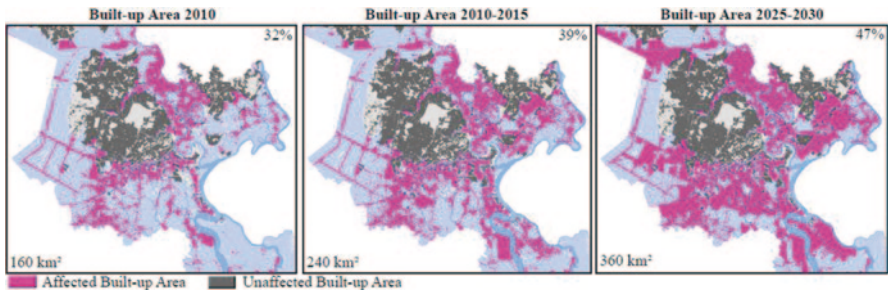 Built-up Area 2010
Built-up Area 2010-2015
Built-up Area 2025-2030
32%
39%
47%
160 km²
240 km²
360 km²
Affected Built-up Area
Unaffected Built-up Area